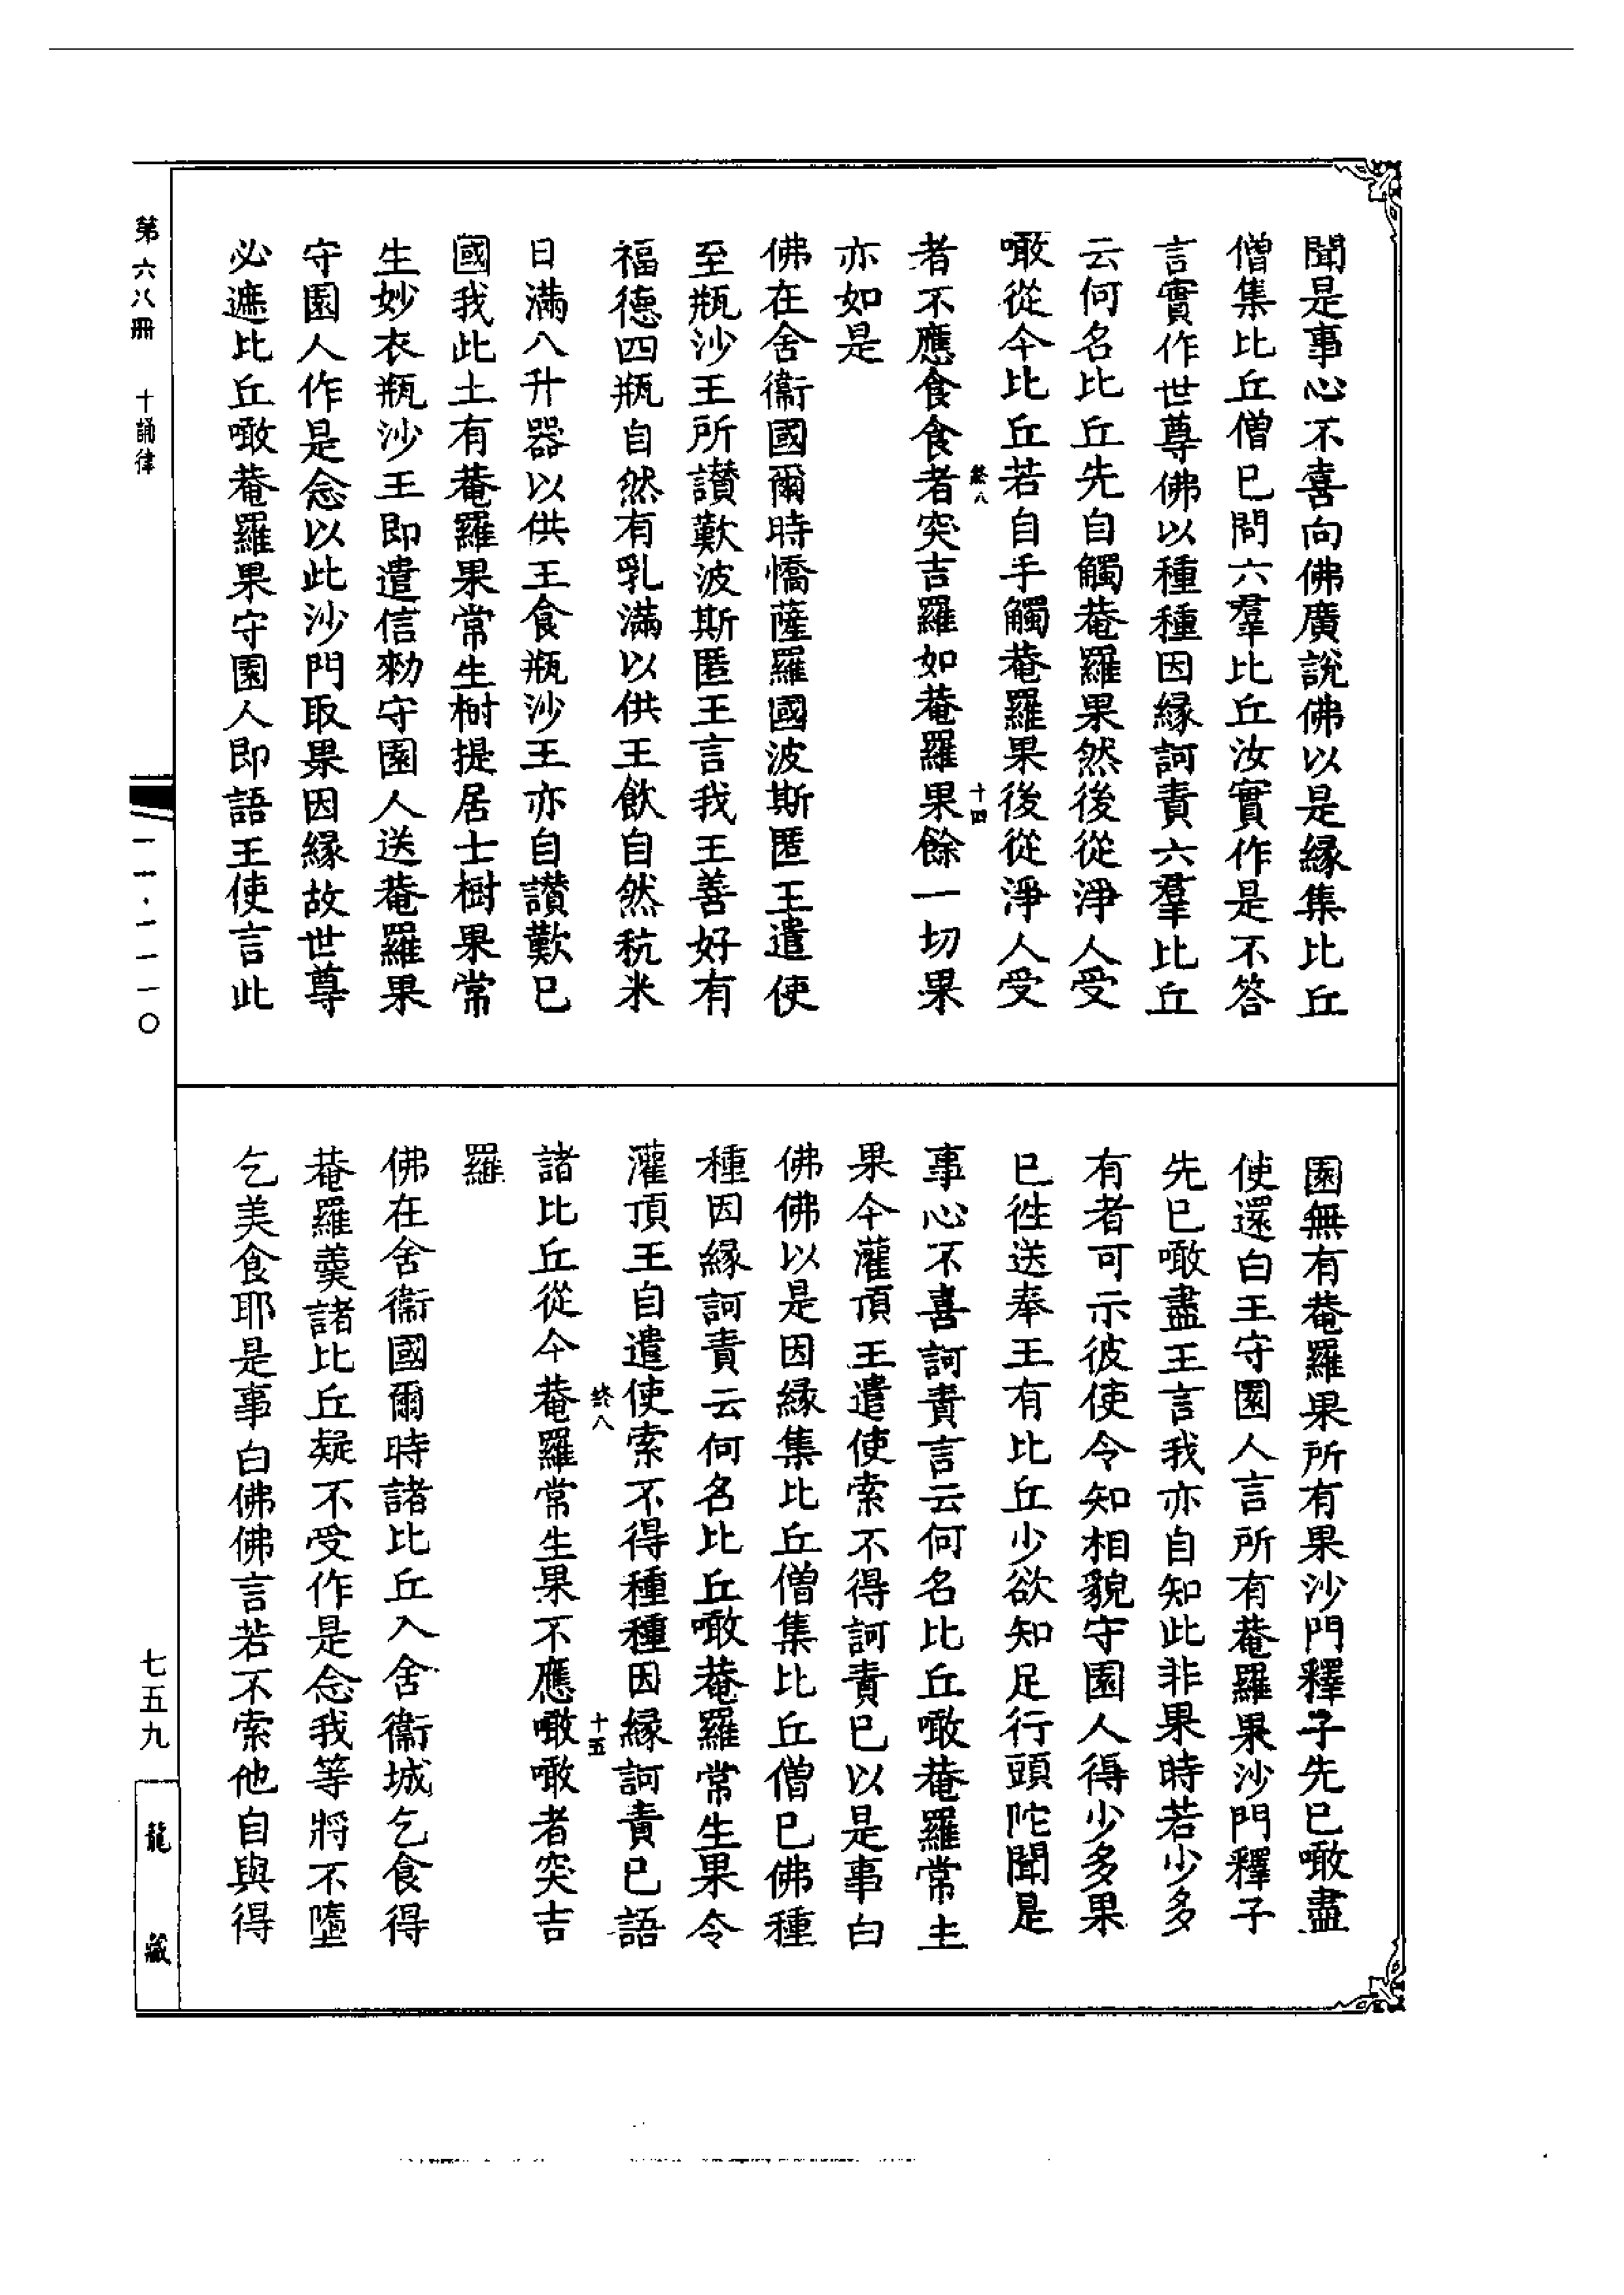 聞是事心不喜向佛廣說佛以是緣集比丘
僧集比丘僧已問六羣比丘汝實作是不答
言實作世尊佛以種種因緣訶責六羣比丘
云何名比丘先自觸菴羅果然後從淨人受
噉從今比丘若自手觸菴羅果後從淨人受
終八
十四
者不應食食者突吉羅如菴羅果餘一切果
亦如是
佛在舍衞國爾時憍薩羅國波斯匿王遣使
至瓶沙王所讃歎波斯匿王言我王善好有
福德四瓶自然有乳滿以供王飲自然秔米
日滿八升器以供王食瓶沙王亦自讃歎已
國我此土有菴羅果常生樹提居士樹果常
生妙衣瓶沙王即遣信勑守園人送菴羅果
守園人作是念以此沙門取果因緣故世尊
必遮比丘噉菴羅果守園人即語王使言此
園無有菴羅果所有果沙門釋子先已噉盡
使還白王守園人言所有菴羅果沙門釋子
先已噉盡王言我亦自知此非果時若少多
有者可示彼使令知相貌守園人得少多果
已徃送奉王有比丘少欲知足行頭陀聞是
事心不喜訶責言云何名比丘噉菴羅常生
果今灌頂王遣使索不得訶責已以是事白
佛佛以是因緣集比丘僧集比丘僧已佛種
種因緣訶責云何名比丘噉菴羅常生果令
灌頂王自遣使索不得種種因緣訶責已語
終八
十五
諸比丘從今菴羅常生果不應噉噉者突吉
羅
佛在舍衞國爾時諸比丘入舍衞城乞食得
菴羅羹諸比丘疑不受作是念我等將不墮
乞美食耶是事白佛佛言若不索他自與得
第六八冊 十誦律
一一一·一一一〇
七五九
龍藏